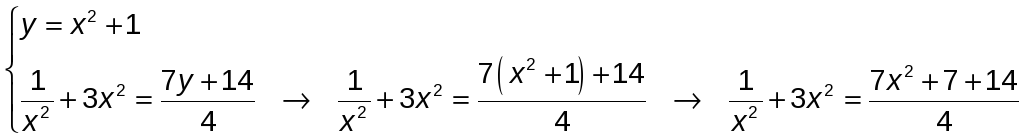 y = x² + 1
1/x² + 3x² = (7y + 14)/4 → 1/x² + 3x² = (7(x² + 1) + 14)/4 → 1/x² + 3x² = (7x² + 7 + 14)/4